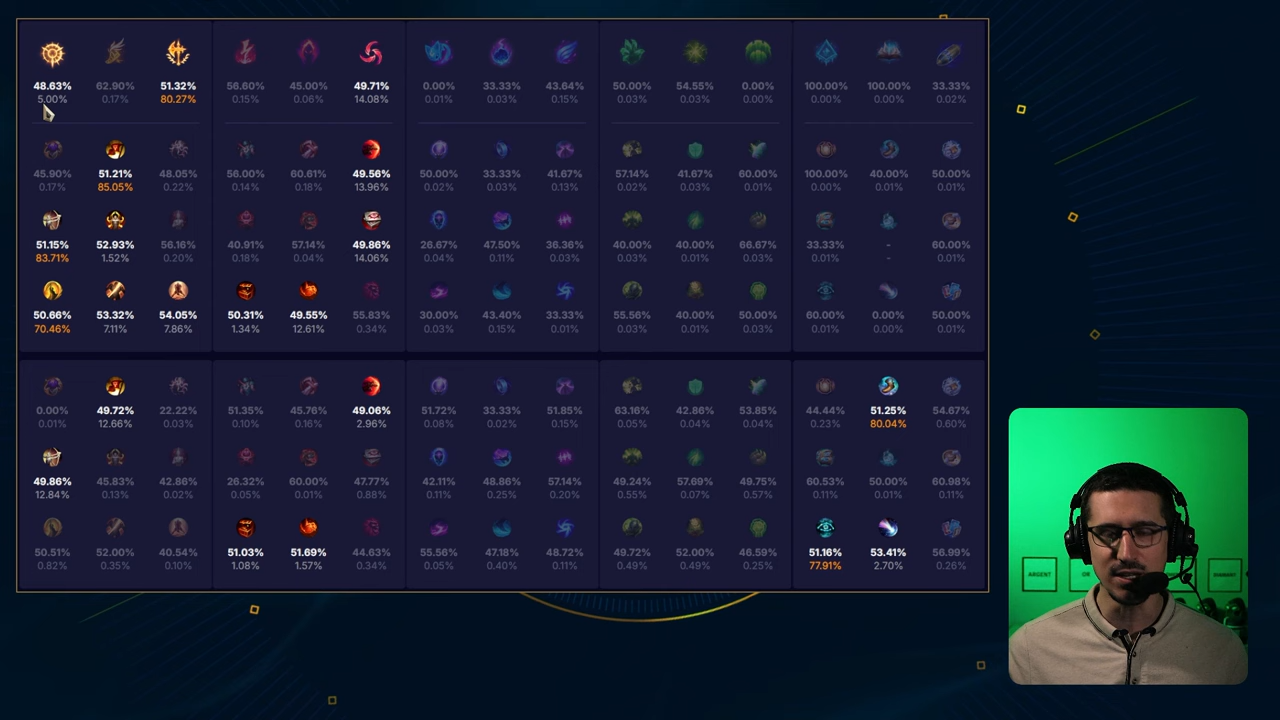 48.63% 62.90% 51.32% 56.60% 45.00% 49.71% 0.00% 33.33% 43.64% 50.00% 54.55% 0.00% 100.00% 100.00% 33.33%
5.00% 0.17% 80.27% 0.15% 0.06% 14.08% 0.01% 0.03% 0.15% 0.03% 0.03% 0.00% 0.00% 0.00% 0.02%
45.90% 51.21% 48.05% 56.00% 60.61% 49.56% 50.00% 33.33% 41.67% 57.14% 41.67% 60.00% 100.00% 40.00% 50.00%
0.17% 85.05% 0.22% 0.14% 0.18% 13.96% 0.02% 0.03% 0.13% 0.02% 0.03% 0.01% 0.00% 0.01% 0.01%
51.15% 52.93% 56.16% 40.91% 57.14% 49.86% 26.67% 47.50% 36.36% 40.00% 40.00% 66.67% 33.33% - 60.00%
83.71% 1.52% 0.20% 0.18% 0.04% 14.06% 0.04% 0.11% 0.03% 0.03% 0.01% 0.03% 0.01% - 0.01%
50.66% 53.32% 54.05% 50.31% 49.55% 55.83% 30.00% 43.40% 33.33% 55.56% 40.00% 50.00% 60.00% 0.00% 50.00%
70.46% 7.11% 7.86% 1.34% 12.61% 0.34% 0.03% 0.15% 0.01% 0.03% 0.01% 0.03% 0.01% 0.00% 0.01%
0.00% 49.72% 22.22% 51.35% 45.76% 49.06% 51.72% 33.33% 51.85% 63.16% 42.86% 53.85% 44.44% 51.25% 54.67%
0.01% 12.66% 0.03% 0.10% 0.16% 2.96% 0.08% 0.02% 0.15% 0.05% 0.04% 0.04% 0.23% 80.04% 0.60%
49.86% 45.83% 42.86% 26.32% 60.00% 47.77% 42.11% 48.86% 57.14% 49.24% 57.69% 49.75% 60.53% 50.00% 60.98%
12.84% 0.13% 0.02% 0.05% 0.01% 0.88% 0.11% 0.25% 0.20% 0.55% 0.07% 0.57% 0.11% 0.01% 0.11%
50.51% 52.00% 40.54% 51.03% 51.69% 44.63% 55.56% 47.18% 48.72% 49.72% 52.00% 46.59% 51.16% 53.41% 56.99%
0.82% 0.35% 0.10% 1.08% 1.57% 0.34% 0.05% 0.40% 0.11% 0.49% 0.49% 0.25% 77.91% 2.70% 0.26%
ARGENT OR DIAMANT